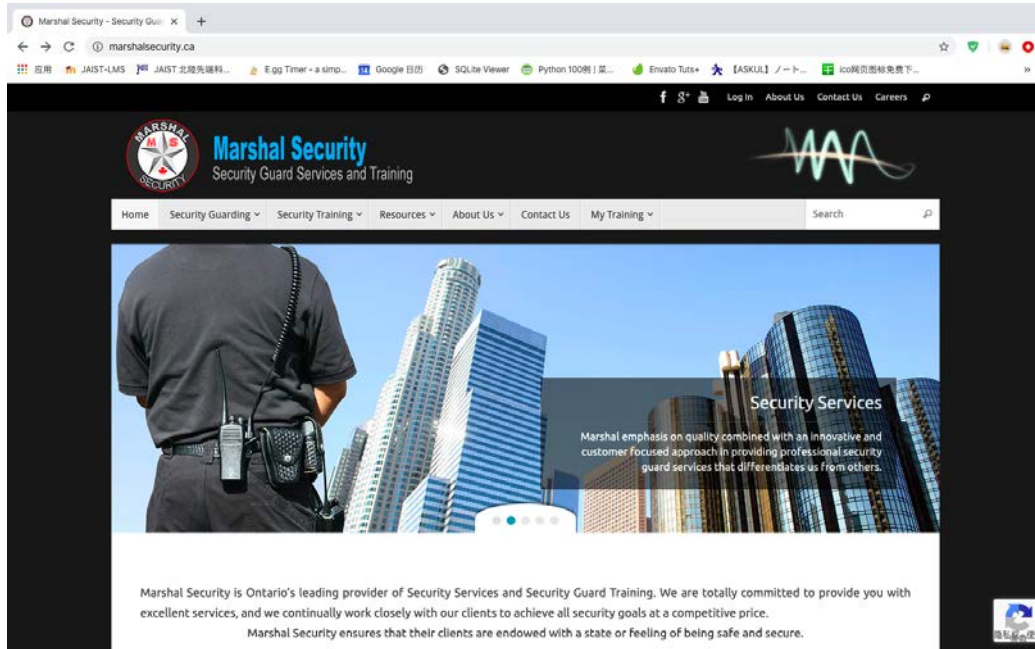 Marshal Security - Security Gua
marshalsecurity.ca
应用
JAIST-LMS
JAIST 北陸先端科...
E.gg Timer - a simp...
Google 日历
SQLite Viewer
Python 100例 | 菜...
Envato Tuts+
【ASKUL】ノート...
ico网页图标免费下...
»
f g+ You Tube Log In About Us Contact Us Careers
MARSHAL
M S
SECURITY
Marshal Security
Security Guard Services and Training
Home Security Guarding Security Training Resources About Us Contact Us My Training Search
Security Services
Marshal emphasis on quality combined with an innovative and
customer focused approach in providing professional security
guard services that differentiates us from others.
Marshal Security is Ontario's leading provider of Security Services and Security Guard Training. We are totally committed to provide you with
excellent services, and we continually work closely with our clients to achieve all security goals at a competitive price.
Marshal Security ensures that their clients are endowed with a state or feeling of being safe and secure.